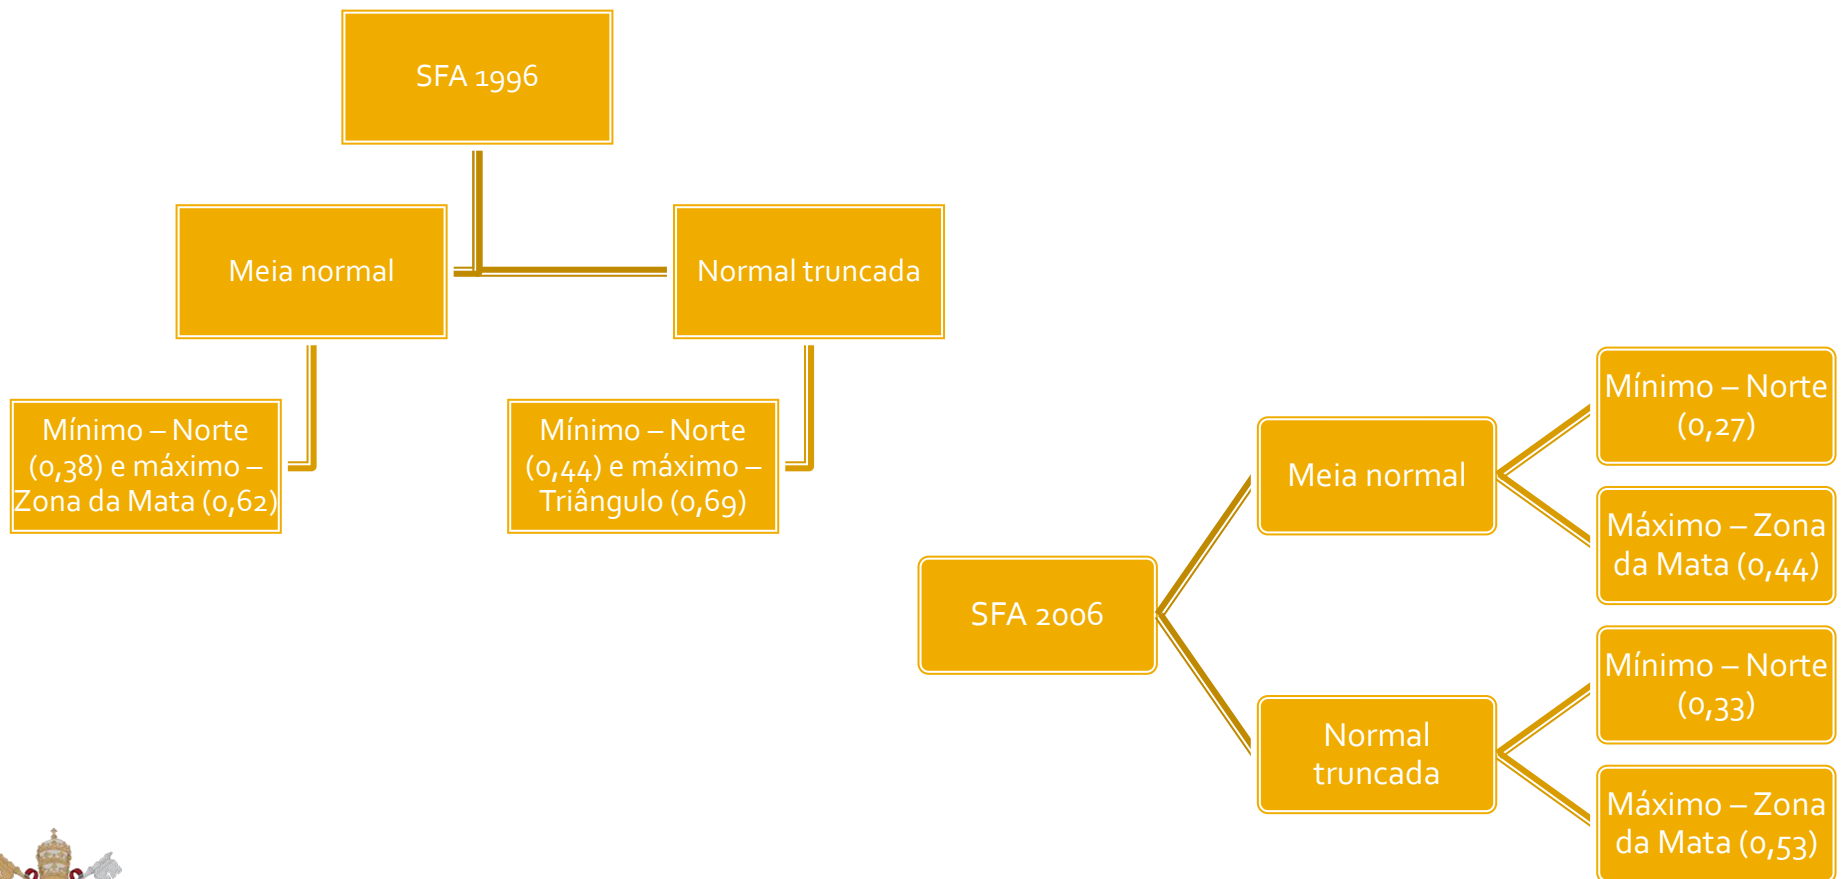 SFA 1996
Meia normal
Normal truncada
Mínimo – Norte
(0,38) e máximo –
Zona da Mata (0,62)
Mínimo – Norte
(0,44) e máximo –
Triângulo (0,69)
SFA 2006
Meia normal
Mínimo – Norte
(0,27)
Máximo – Zona
da Mata (0,44)
Normal
truncada
Mínimo – Norte
(0,33)
Máximo – Zona
da Mata (0,53)